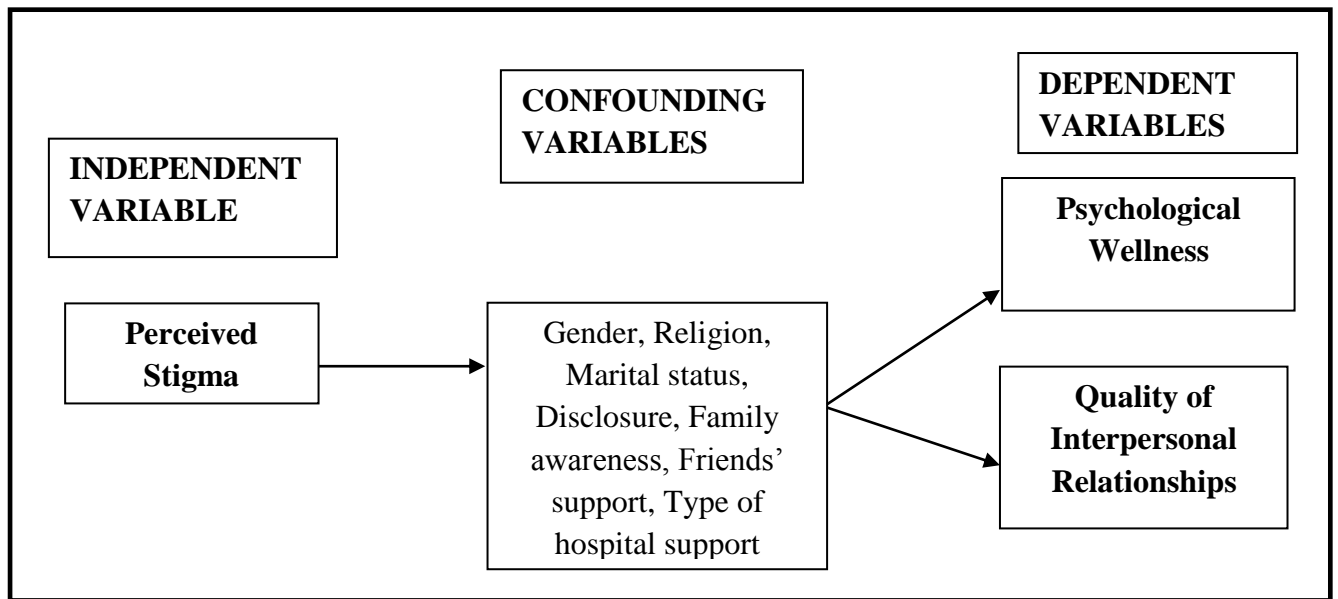 INDEPENDENT
VARIABLE
Perceived
Stigma
CONFOUNDING
VARIABLES
Gender, Religion,
Marital status,
Disclosure, Family
awareness, Friends’
support, Type of
hospital support
DEPENDENT
VARIABLES
Psychological
Wellness
Quality of
Interpersonal
Relationships